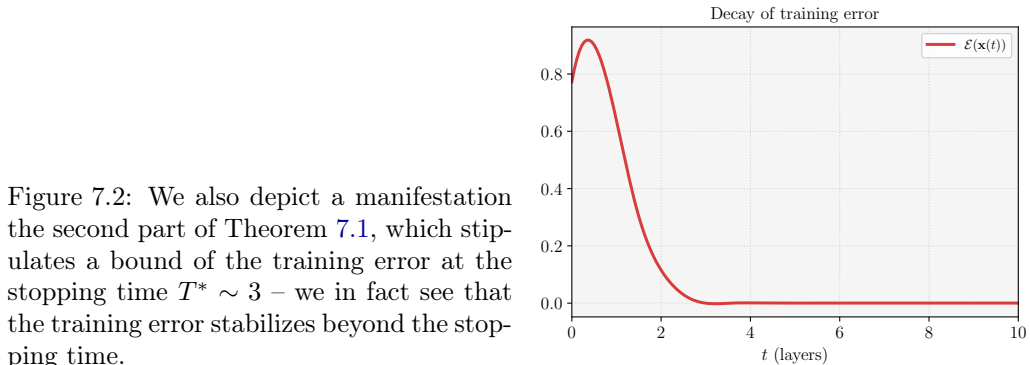 Figure 7.2: We also depict a manifestation
the second part of Theorem 7.1, which stip-
ulates a bound of the training error at the
stopping time T* ∼ 3 – we in fact see that
the training error stabilizes beyond the stop-
ping time.
Decay of training error
ℰ(𝐱(t))
0.8
0.6
0.4
0.2
0.0
0 2 4 6 8 10
t (layers)